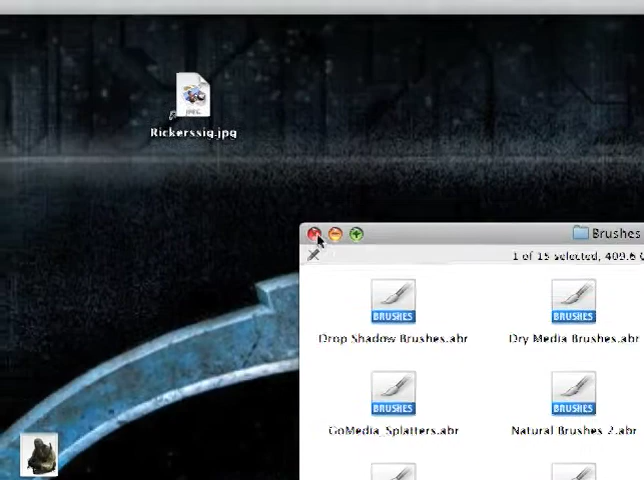 JPEG
Rickerssig.jpg
Brushes
1 of 15 selected, 409.6
BRUSHES
BRUSHES
Drop Shadow Brushes.abr
Dry Media Brushes.abr
BRUSHES
BRUSHES
GoMedia_Splatters.abr
Natural Brushes 2.abr